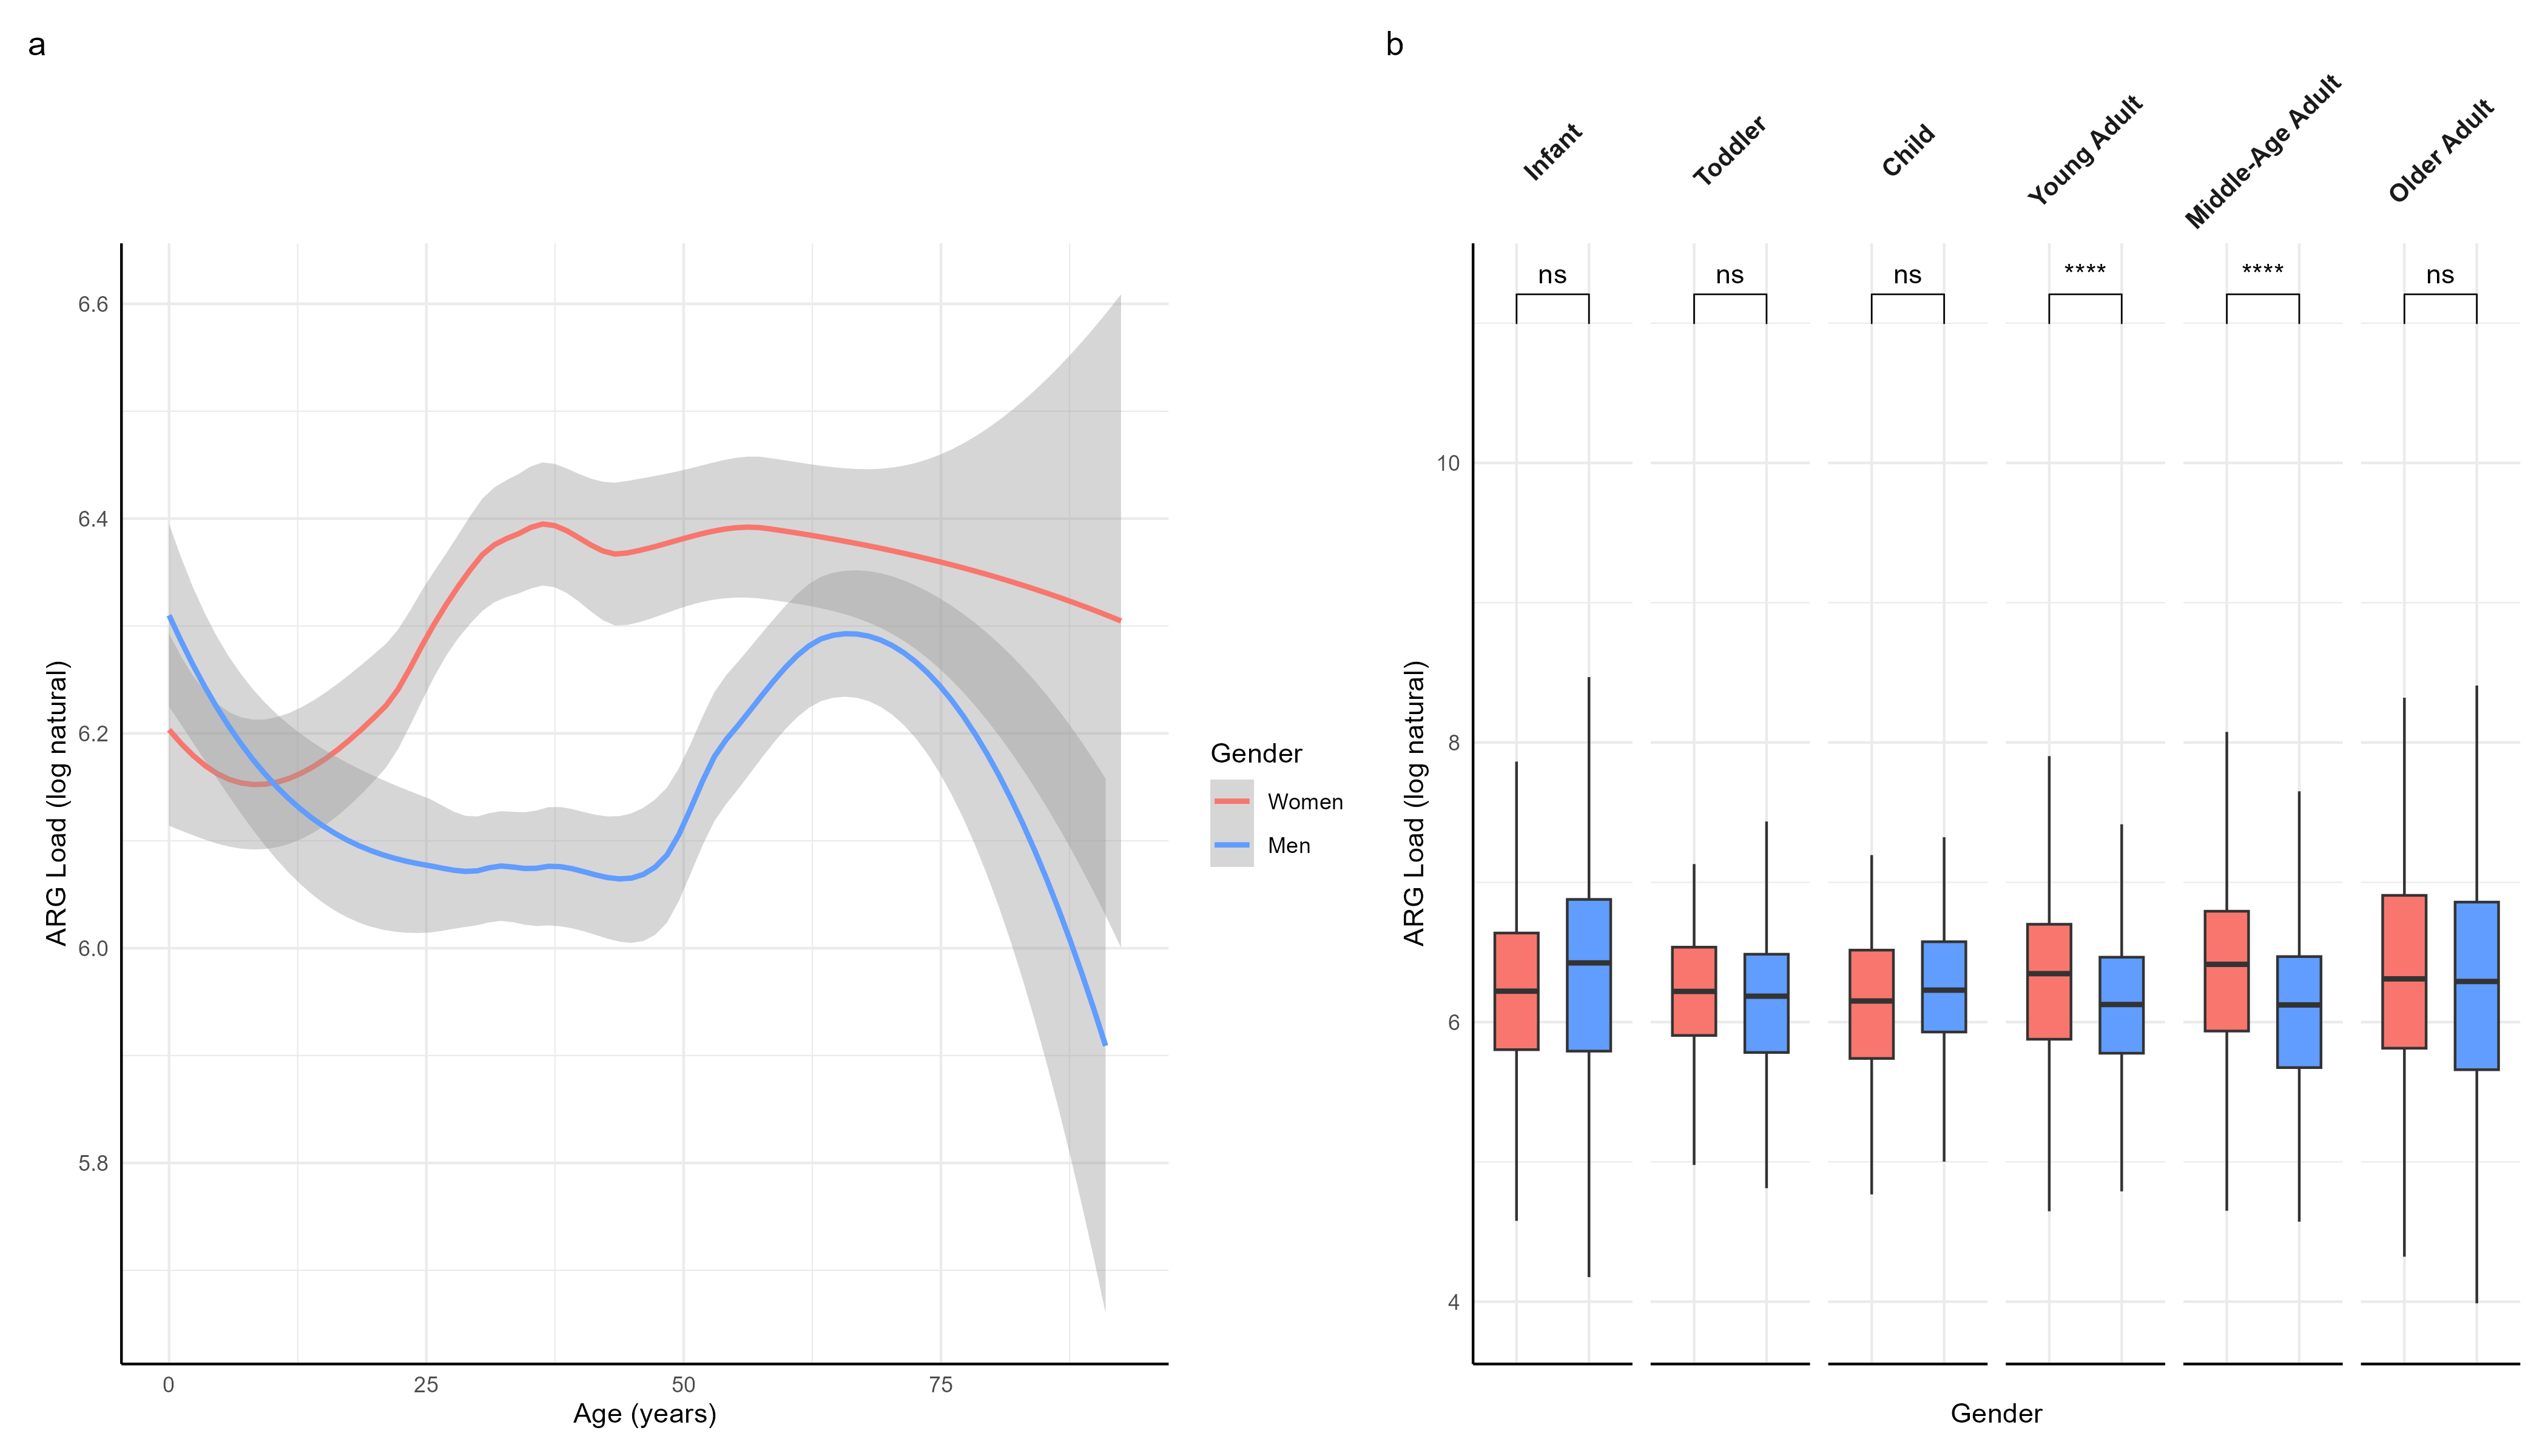 a
ARG Load (log natural)
6.6
6.4
6.2
6.0
5.8
0 25 50 75
Age (years)
Gender
Women
Men
b
Infant
Toddler
Child
Young Adult
Middle-Age Adult
Older Adult
ns ns ns **** **** ns
ARG Load (log natural)
10
8
6
4
Gender